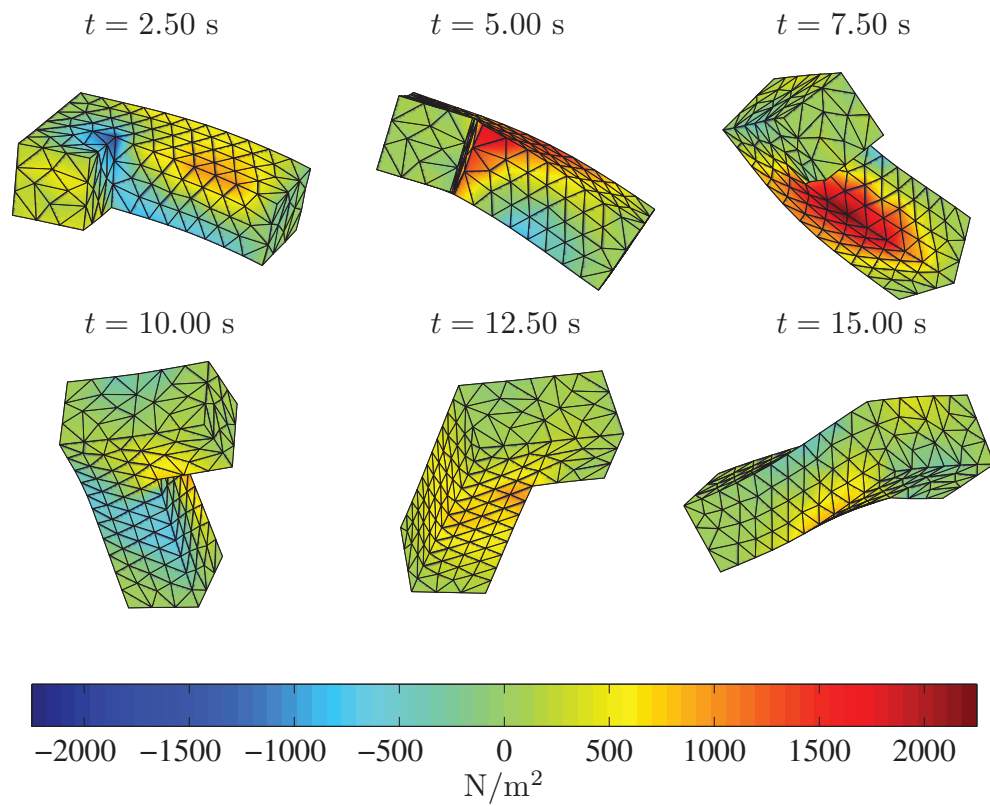 t = 2.50 s t = 5.00 s t = 7.50 s
t = 10.00 s t = 12.50 s t = 15.00 s
−2000 −1500 −1000 −500 0 500 1000 1500 2000
N/m²